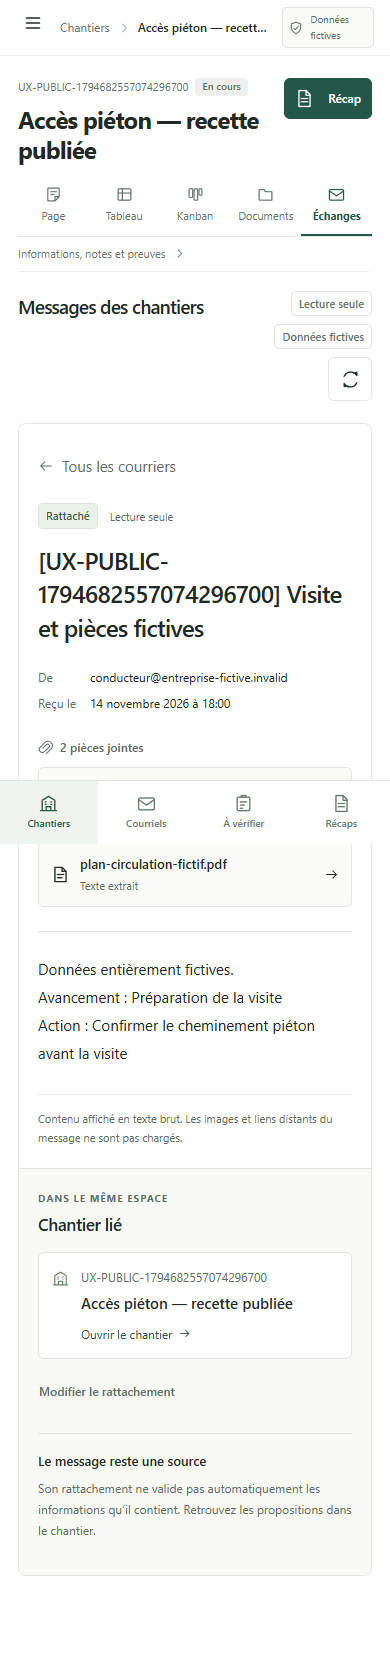 Chantiers
Accès piéton — recett...
Données
fictives
UX-PUBLIC-1794682557074296700
En cours
Récap
Accès piéton — recette
publiée
Page
Tableau
Kanban
Documents
Échanges
Informations, notes et preuves
Messages des chantiers
Lecture seule
Données fictives
Tous les courriers
Rattaché
Lecture seule
[UX-PUBLIC-
1794682557074296700] Visite
et pièces fictives
De
conducteur@entreprise-fictive.invalid
Reçu le
14 novembre 2026 à 18:00
2 pièces jointes
Chantiers
Courriels
À vérifier
Récaps
plan-circulation-fictif.pdf
Texte extrait
Données entièrement fictives.
Avancement : Préparation de la visite
Action : Confirmer le cheminement piéton
avant la visite
Contenu affiché en texte brut. Les images et liens distants du
message ne sont pas chargés.
DANS LE MÊME ESPACE
Chantier lié
UX-PUBLIC-1794682557074296700
Accès piéton — recette publiée
Ouvrir le chantier
Modifier le rattachement
Le message reste une source
Son rattachement ne valide pas automatiquement les
informations qu’il contient. Retrouvez les propositions dans
le chantier.